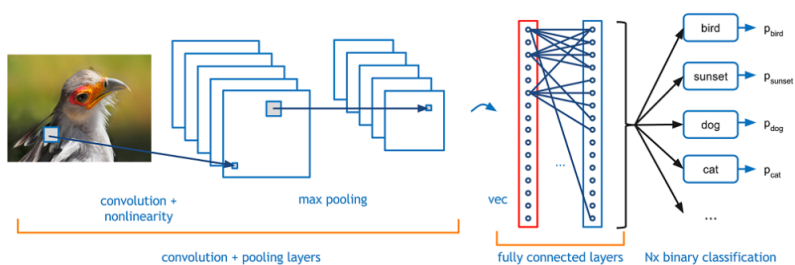 bird
p_bird
sunset
p_sunset
dog
p_dog
cat
p_cat
...
...
convolution +
nonlinearity
max pooling
vec
convolution + pooling layers
fully connected layers
Nx binary classification